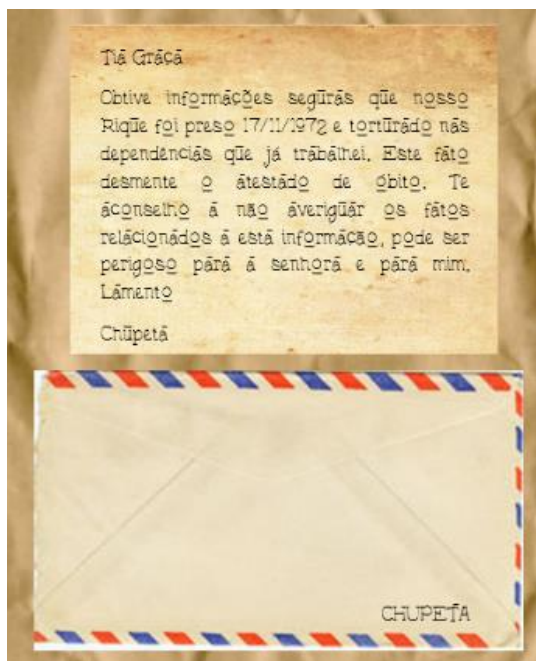 Tia Graça
Obtive informações seguras que nosso
Rique foi preso 17/11/1972 e torturado nas
dependências que já trabalhei. Este fato
desmente o atestado de óbito. Te
aconselho a não averiguar os fatos
relacionados a está informação, pode ser
perigoso para a senhora e para mim.
Lamento
Chupeta
CHUPETA